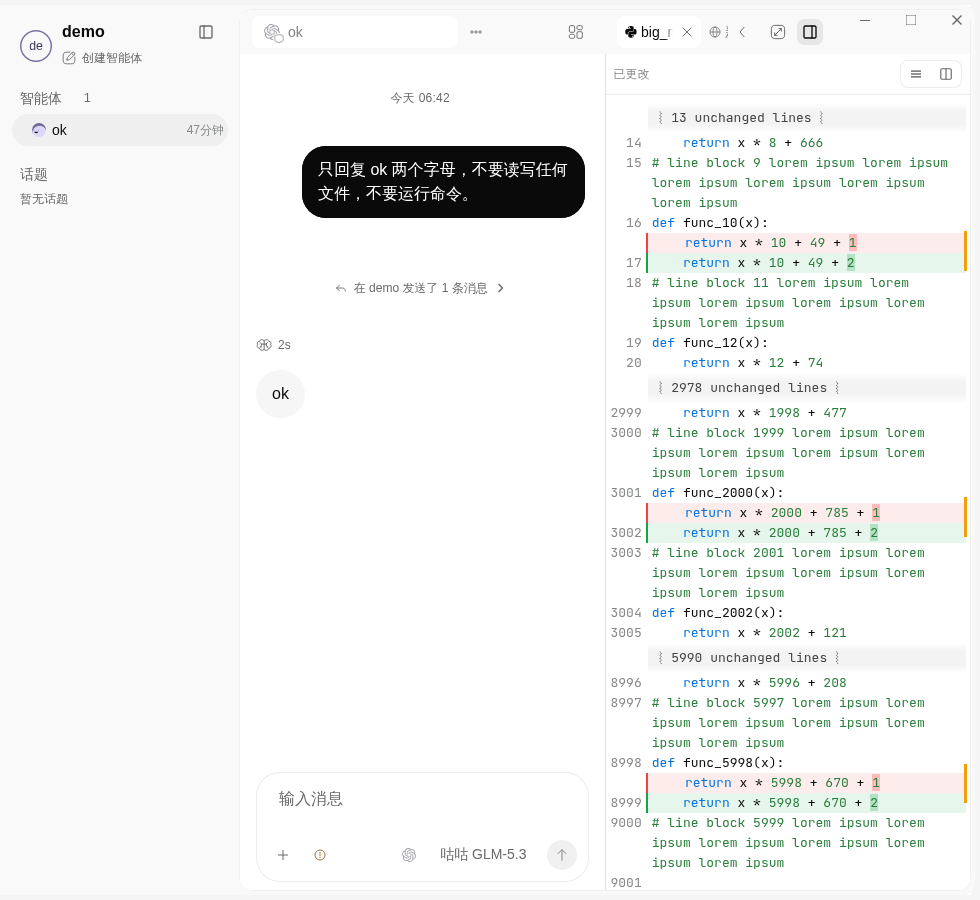 de
demo
创建智能体
智能体 1
ok 47分钟
话题
暂无话题
ok
今天 06:42
只回复 ok 两个字母，不要读写任何
文件，不要运行命令。
在 demo 发送了 1 条消息
2s
ok
输入消息
咕咕 GLM-5.3
big_
已更改
13 unchanged lines
14 return x * 8 + 666
15 # line block 9 lorem ipsum lorem ipsum
lorem ipsum lorem ipsum lorem ipsum
lorem ipsum
16 def func_10(x):
return x * 10 + 49 + 1
17 return x * 10 + 49 + 2
18 # line block 11 lorem ipsum lorem
ipsum lorem ipsum lorem ipsum lorem
ipsum lorem ipsum
19 def func_12(x):
20 return x * 12 + 74
2978 unchanged lines
2999 return x * 1998 + 477
3000 # line block 1999 lorem ipsum lorem
ipsum lorem ipsum lorem ipsum lorem
ipsum lorem ipsum
3001 def func_2000(x):
return x * 2000 + 785 + 1
3002 return x * 2000 + 785 + 2
3003 # line block 2001 lorem ipsum lorem
ipsum lorem ipsum lorem ipsum lorem
ipsum lorem ipsum
3004 def func_2002(x):
3005 return x * 2002 + 121
5990 unchanged lines
8996 return x * 5996 + 208
8997 # line block 5997 lorem ipsum lorem
ipsum lorem ipsum lorem ipsum lorem
ipsum lorem ipsum
8998 def func_5998(x):
return x * 5998 + 670 + 1
8999 return x * 5998 + 670 + 2
9000 # line block 5999 lorem ipsum lorem
ipsum lorem ipsum lorem ipsum lorem
ipsum lorem ipsum
9001